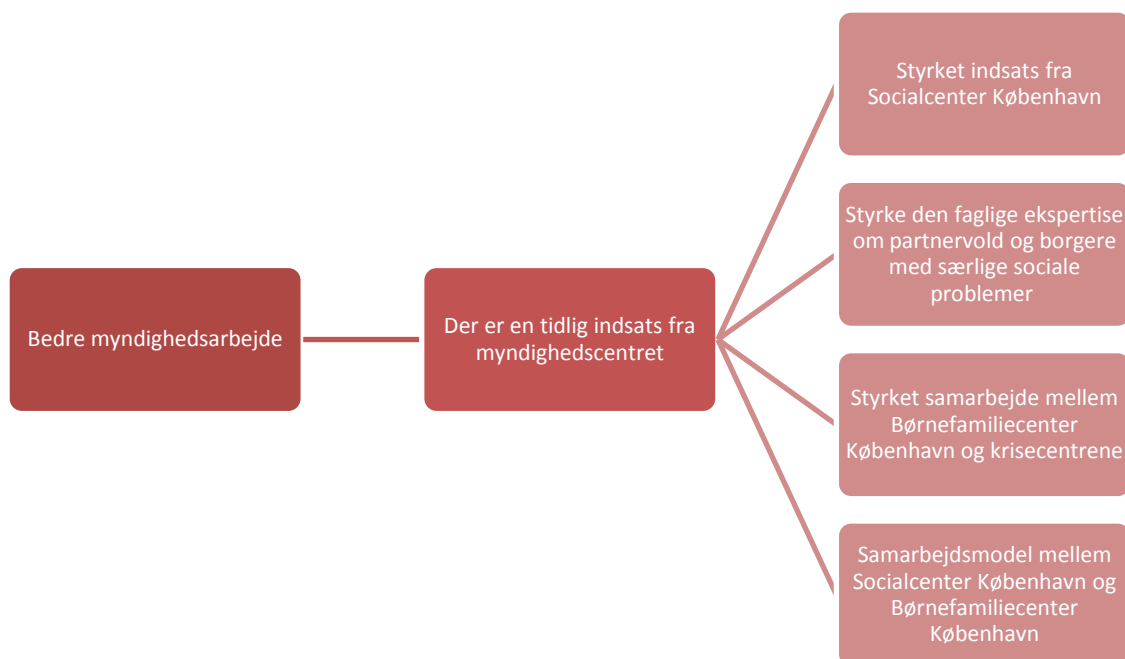 Bedre myndighedsarbejde
Der er en tidlig indsats fra
myndighedscentret
Styrket indsats fra
Socialcenter København
Styrke den faglige ekspertise
om partnervold og borgere
med særlige sociale
problemer
Styrket samarbejde mellem
Børnefamiliecenter
København og krisecentrene
Samarbejdsmodel mellem
Socialcenter København og
Børnefamiliecenter
København